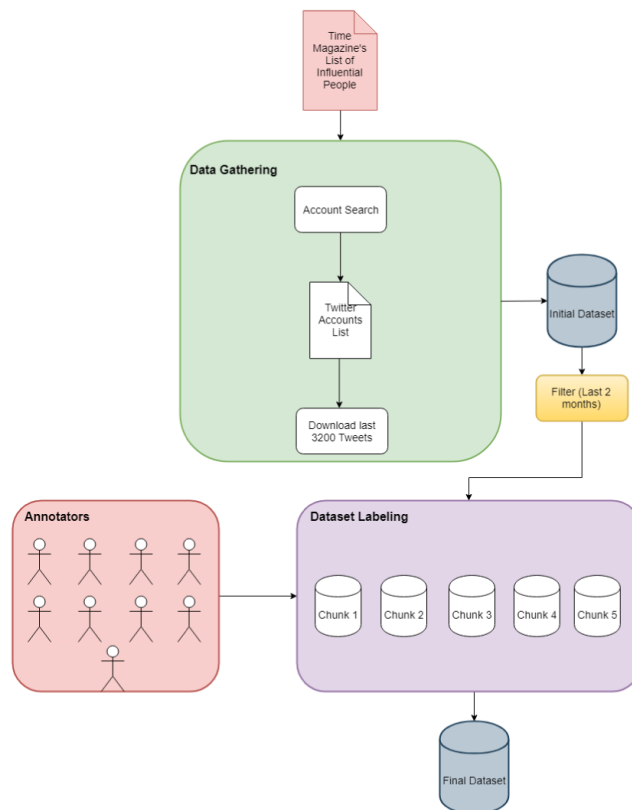 Time
Magazine's
List of
Influential
People
Data Gathering
Account Search
Twitter
Accounts
List
Download last
3200 Tweets
Initial Dataset
Filter (Last 2
months)
Annotators
Dataset Labeling
Chunk 1
Chunk 2
Chunk 3
Chunk 4
Chunk 5
Final Dataset